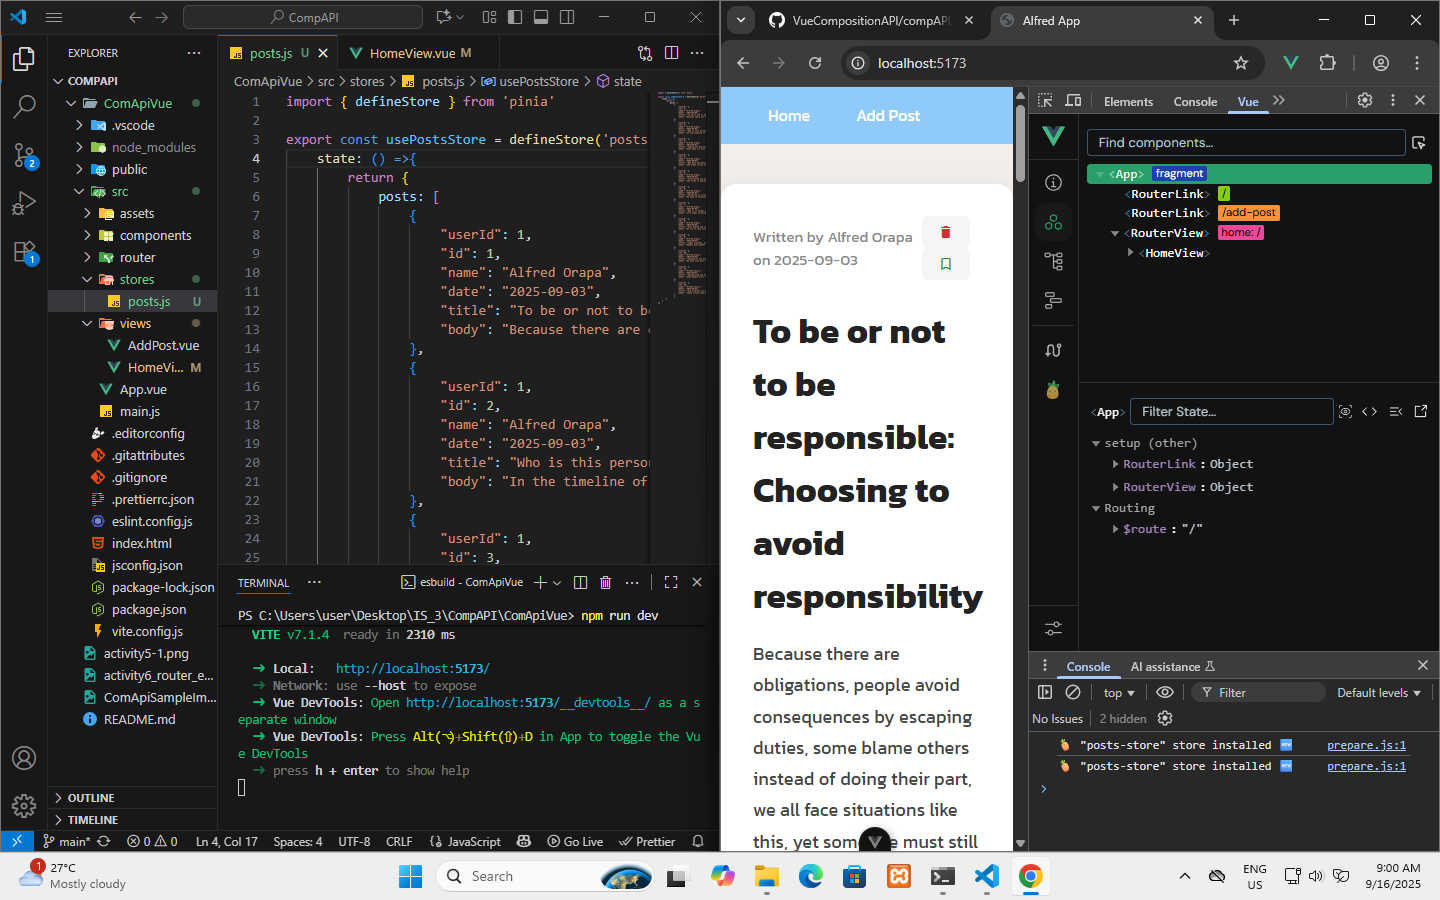 CompAPI
EXPLORER
COMPAPI
ComApiVue
.vscode
node_modules
public
src
assets
components
router
stores
posts.js U
views
AddPost.vue
HomeVi... M
App.vue
main.js
.editorconfig
.gitattributes
.gitignore
.prettierrc.json
eslint.config.js
index.html
jsconfig.json
package-lock.json
package.json
vite.config.js
activity5-1.png
activity6_router_e...
ComApiSampleIm...
README.md
OUTLINE
TIMELINE
2
1
posts.js U
HomeView.vue M
ComApiVue > src > stores > posts.js > usePostsStore > state
1 import { defineStore } from 'pinia'
2
3 export const usePostsStore = defineStore('posts
4 state: () =>{
5 return {
6 posts: [
7 {
8 "userId": 1,
9 "id": 1,
10 "name": "Alfred Orapa",
11 "date": "2025-09-03",
12 "title": "To be or not to be
13 "body": "Because there are
14 },
15 {
16 "userId": 1,
17 "id": 2,
18 "name": "Alfred Orapa",
19 "date": "2025-09-03",
20 "title": "Who is this perso
21 "body": "In the timeline of
22 },
23 {
24 "userId": 1,
25 "id": 3,
TERMINAL
esbuild - ComApiVue
PS C:\Users\user\Desktop\IS_3\CompAPI\ComApiVue> npm run dev
VITE v7.1.4 ready in 2310 ms
➜ Local: http://localhost:5173/
➜ Network: use --host to expose
➜ Vue DevTools: Open http://localhost:5173/__devtools__/ as a s
eparate window
➜ Vue DevTools: Press Alt(⌥)+Shift(⇧)+D in App to toggle the Vu
e DevTools
➜ press h + enter to show help
main*
0 0
Ln 4, Col 17
Spaces: 4
UTF-8
CRLF
{} JavaScript
Go Live
Prettier
VueCompositionAPI/compAPI
Alfred App
localhost:5173
Home
Add Post
Written by Alfred Orapa
on 2025-09-03
To be or not
to be
responsible:
Choosing to
avoid
responsibility
Because there are
obligations, people avoid
consequences by escaping
duties, some blame others
instead of doing their part,
we all face situations like
must still
Elements
Console
Vue
Find components...
<App> fragment
<RouterLink> /
<RouterLink> /add-post
<RouterView> home: /
<HomeView>
<App>
Filter State...
setup (other)
RouterLink : Object
RouterView : Object
Routing
$route : "/"
Console
AI assistance
top
Filter
Default levels
No Issues
2 hidden
🍍 "posts-store" store installed 🆕 prepare.js:1
🍍 "posts-store" store installed 🆕 prepare.js:1
1
27°C
Mostly cloudy
Search
ENG
US
9:00 AM
9/16/2025